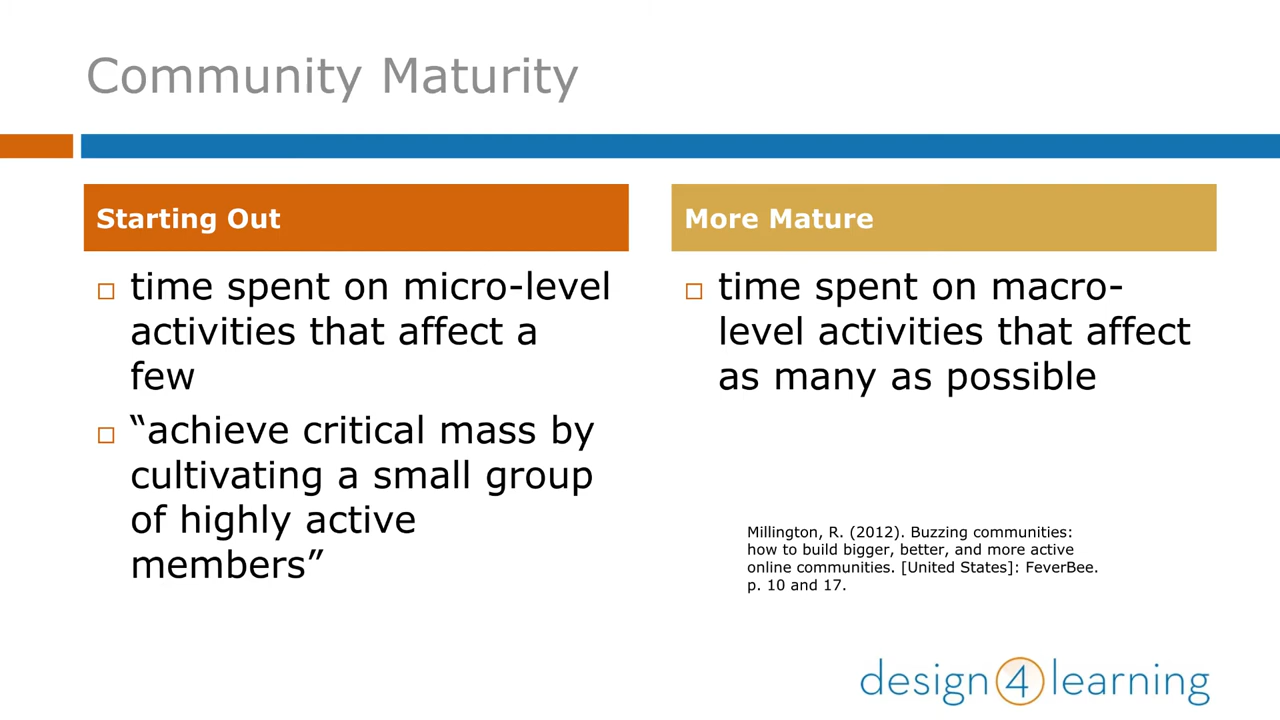 Community Maturity
Starting Out
time spent on micro-level
activities that affect a
few
“achieve critical mass by
cultivating a small group
of highly active
members”
More Mature
time spent on macro-
level activities that affect
as many as possible
Millington, R. (2012). Buzzing communities:
how to build bigger, better, and more active
online communities. [United States]: FeverBee.
p. 10 and 17.
design 4 learning